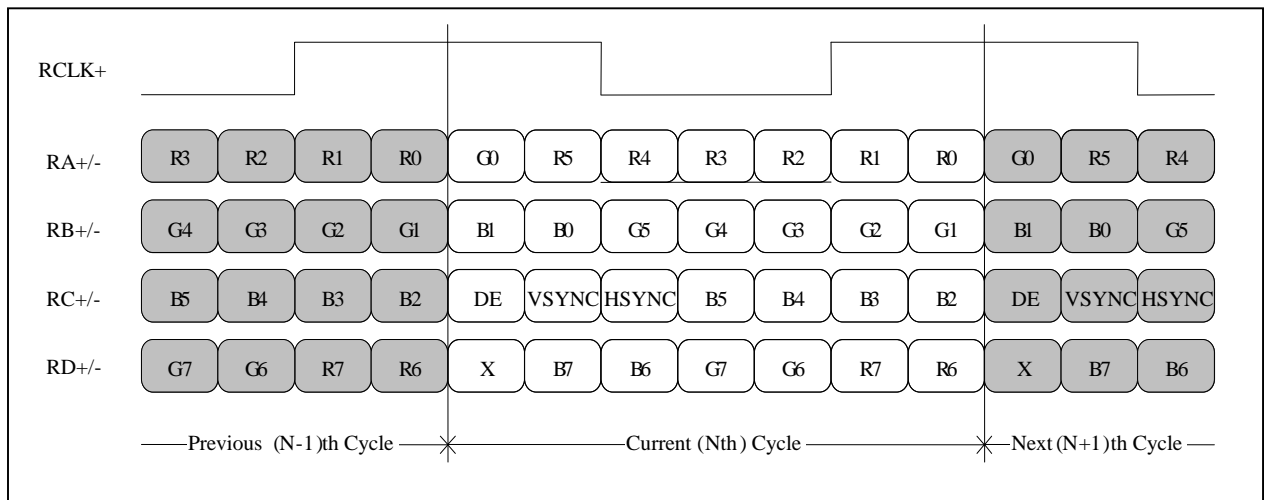 RCLK+
RA+/- R3 R2 R1 R0 G0 R5 R4 R3 R2 R1 R0 G0 R5 R4
RB+/- G4 G3 G2 G1 B1 B0 G5 G4 G3 G2 G1 B1 B0 G5
RC+/- B5 B4 B3 B2 DE VSYNC HSYNC B5 B4 B3 B2 DE VSYNC HSYNC
RD+/- G7 G6 R7 R6 X B7 B6 G7 G6 R7 R6 X B7 B6
Previous (N-1)th Cycle Current (Nth) Cycle Next (N+1)th Cycle